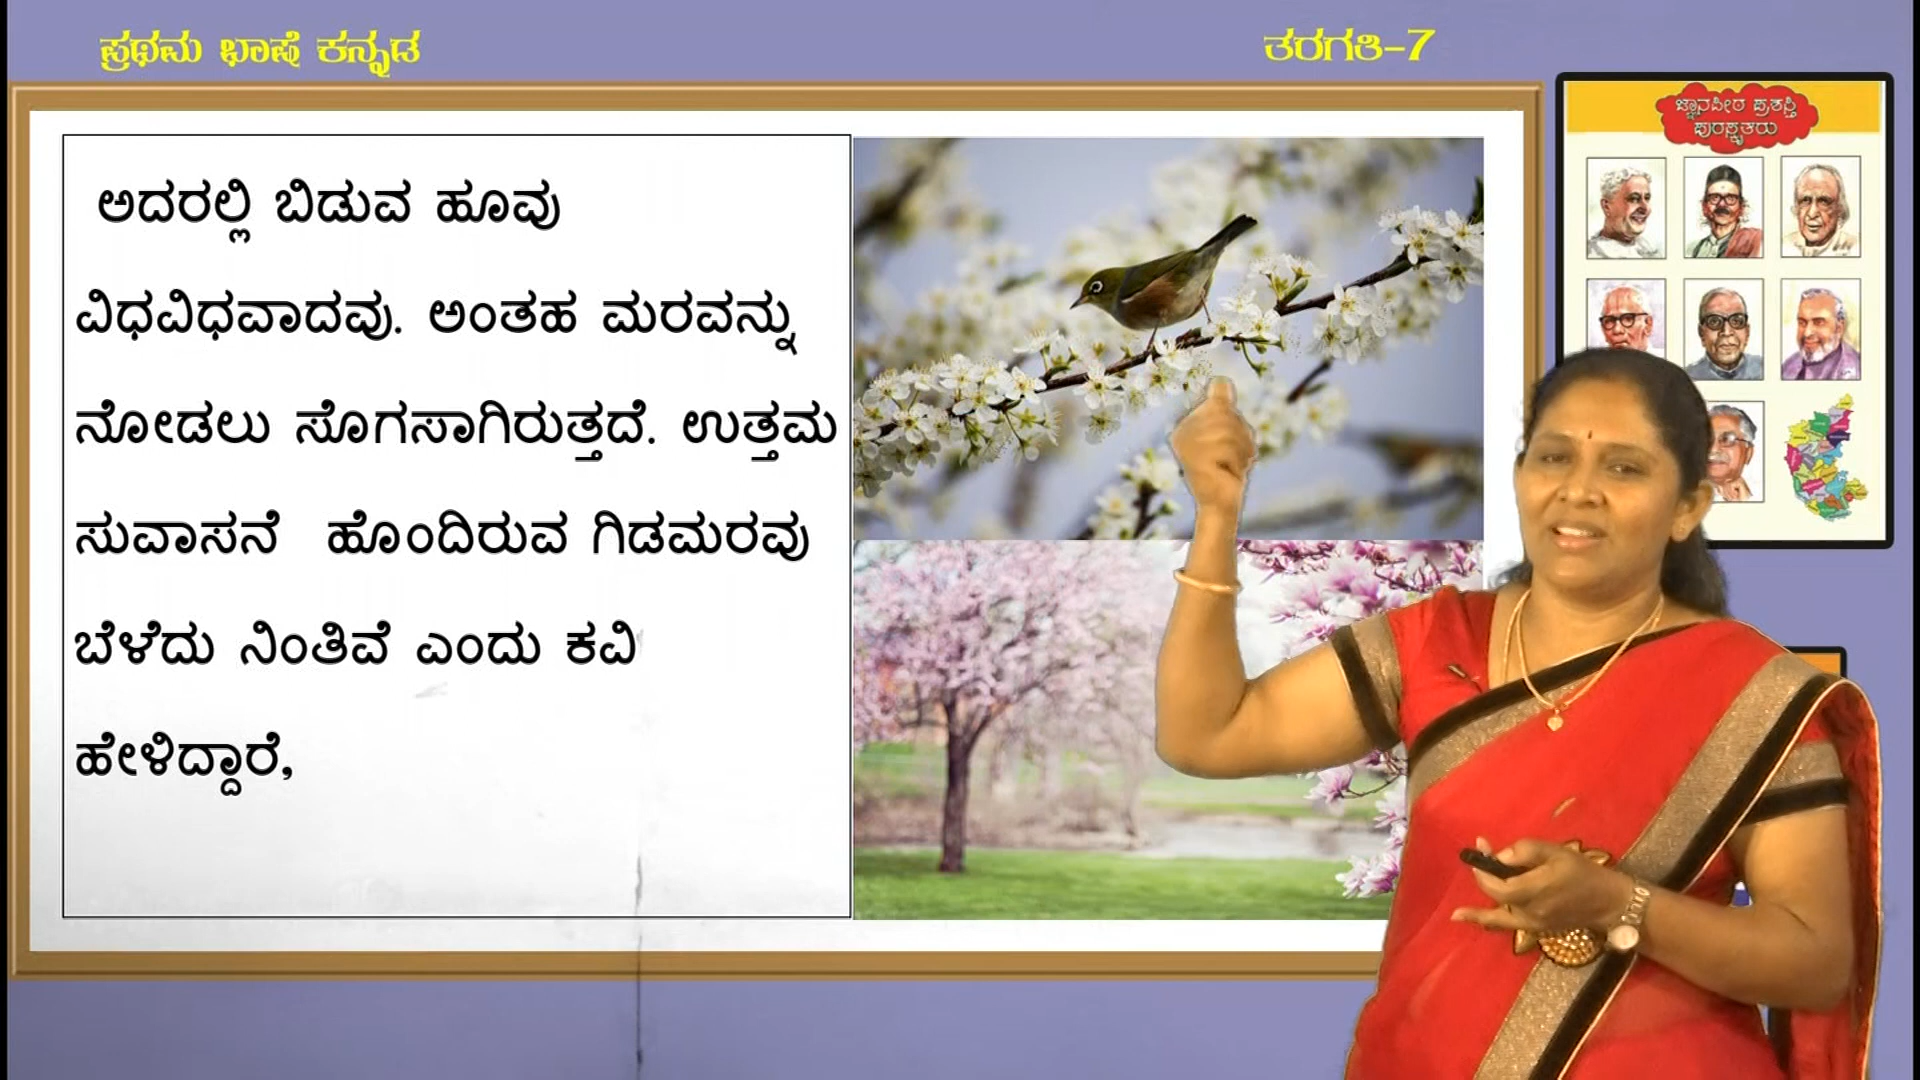 ಪ್ರಥಮ ಭಾಷೆ ಕನ್ನಡ
ತರಗತಿ-7
ಜ್ಞಾನಪೀಠ ಪ್ರಶಸ್ತಿ
ಪುರಸ್ಕೃತರು
ಅದರಲ್ಲಿ ಬಿಡುವ ಹೂವು
ವಿಧವಿಧವಾದವು. ಅಂತಹ ಮರವನ್ನು
ನೋಡಲು ಸೊಗಸಾಗಿರುತ್ತದೆ. ಉತ್ತಮ
ಸುವಾಸನೆ ಹೊಂದಿರುವ ಗಿಡಮರವು
ಬೆಳೆದು ನಿಂತಿವೆ ಎಂದು ಕವಿ
ಹೇಳಿದ್ದಾರೆ,